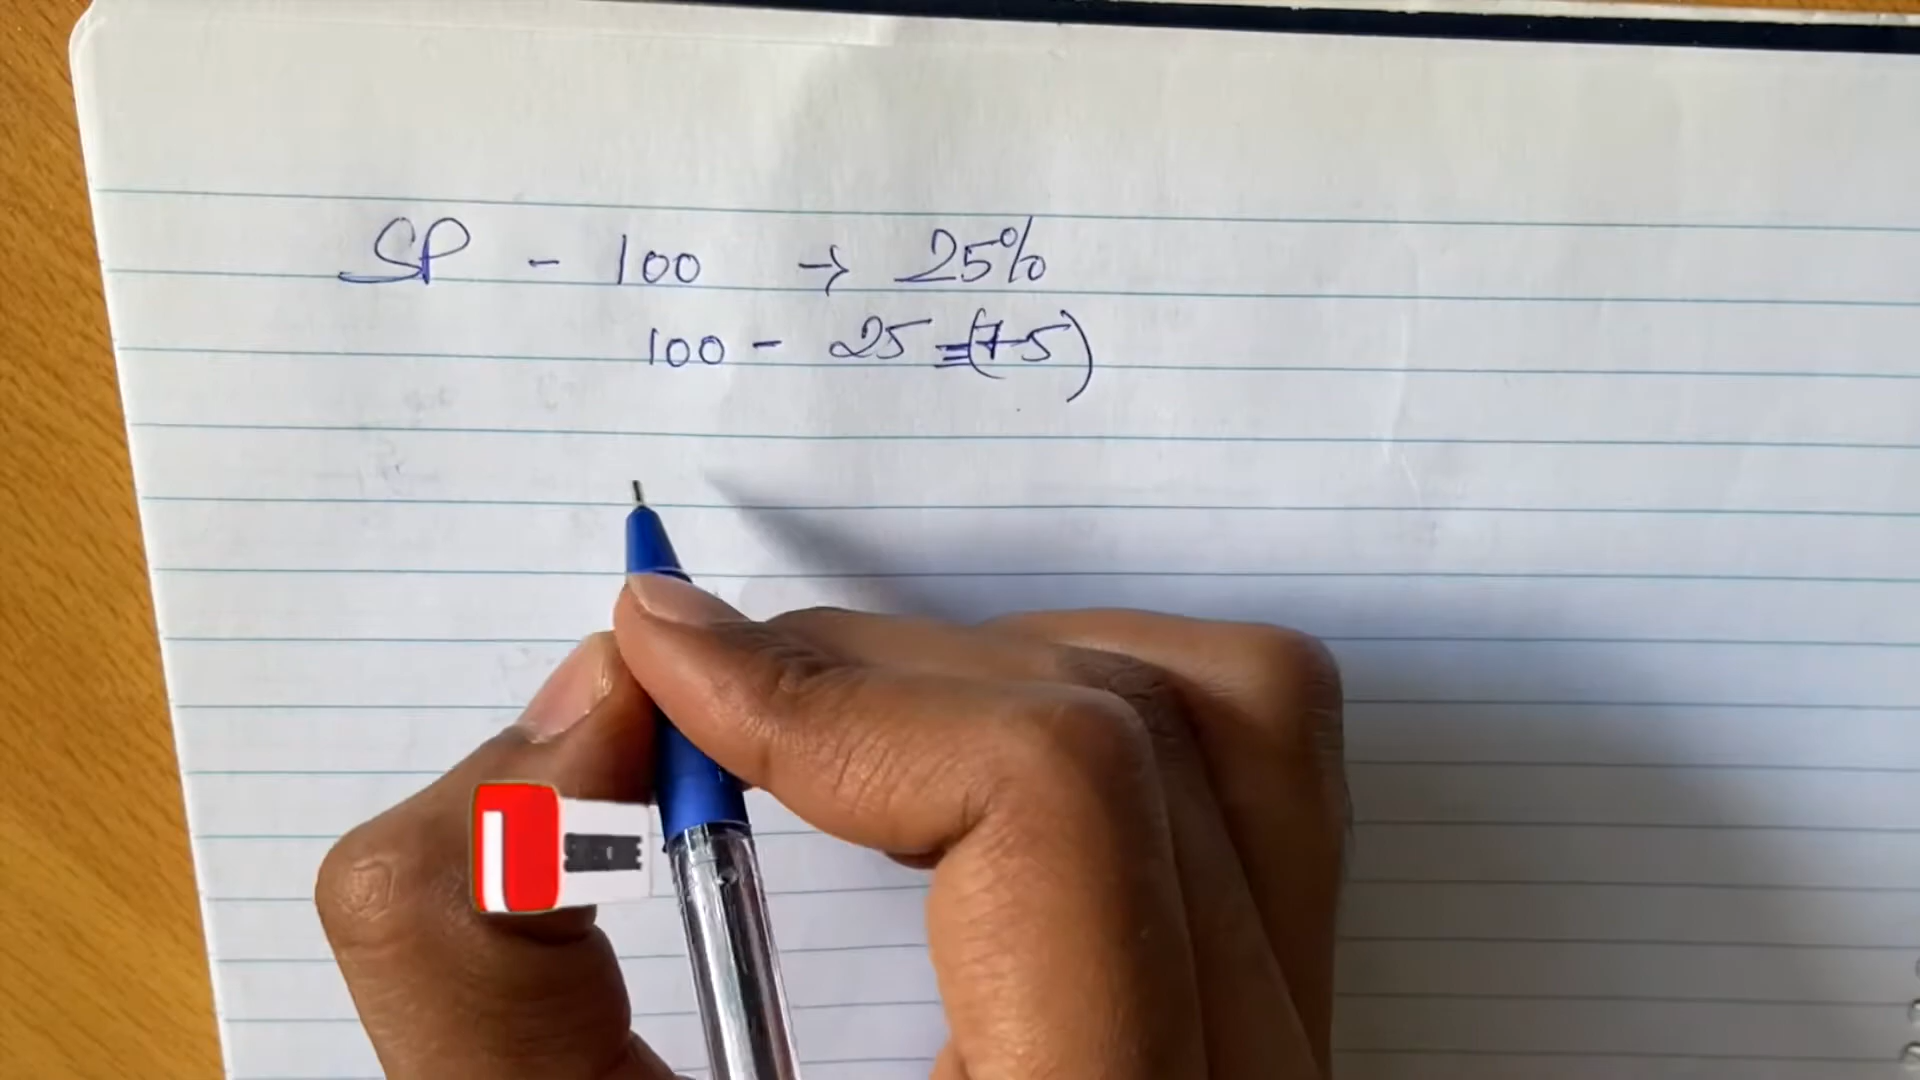 SP - 100 → 25%
100 - 25 = (75)